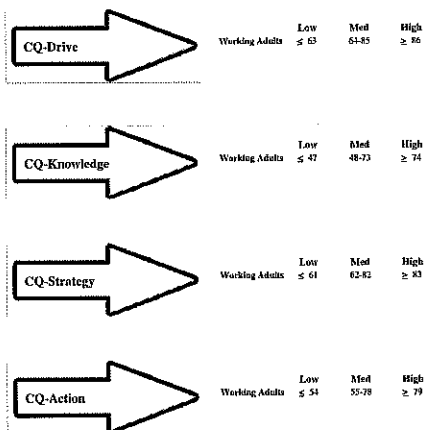 Low Med High
CQ-Drive Working Adults ≤ 63 64-85 ≥ 86
Low Med High
CQ-Knowledge Working Adults ≤ 47 48-73 ≥ 74
Low Med High
CQ-Strategy Working Adults ≤ 61 62-82 ≥ 83
Low Med High
CQ-Action Working Adults ≤ 54 55-78 ≥ 79